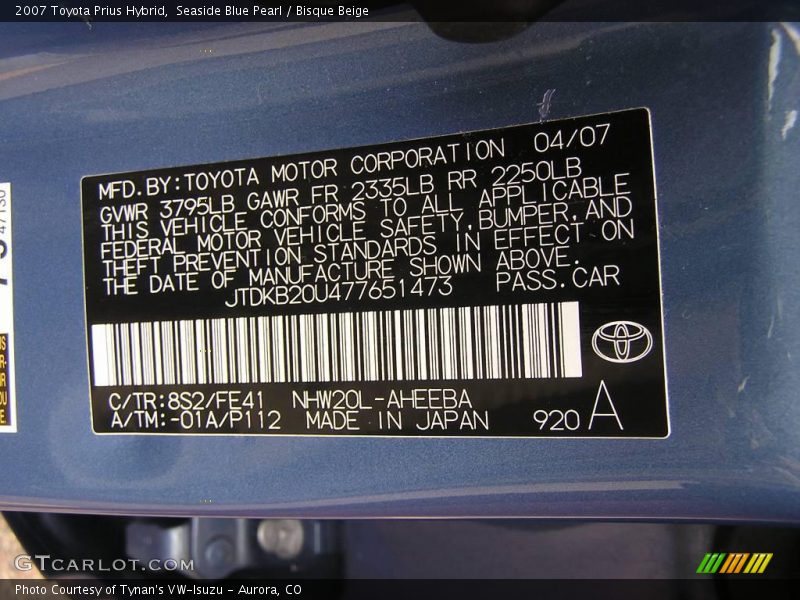 2007 Toyota Prius Hybrid, Seaside Blue Pearl / Bisque Beige
MFD.BY:TOYOTA MOTOR CORPORATION 04/07
GVWR 3795LB GAWR FR 2335LB RR 2250LB
THIS VEHICLE CONFORMS TO ALL APPLICABLE
FEDERAL MOTOR VEHICLE SAFETY,BUMPER,AND
THEFT PREVENTION STANDARDS IN EFFECT ON
THE DATE OF MANUFACTURE SHOWN ABOVE.
JTDKB20U477651473 PASS.CAR
C/TR:8S2/FE41 NHW20L-AHEEBA
A/TM:-01A/P112 MADE IN JAPAN 920 A
47130
GTCARLOT.COM
Photo Courtesy of Tynan's VW-Isuzu - Aurora, CO